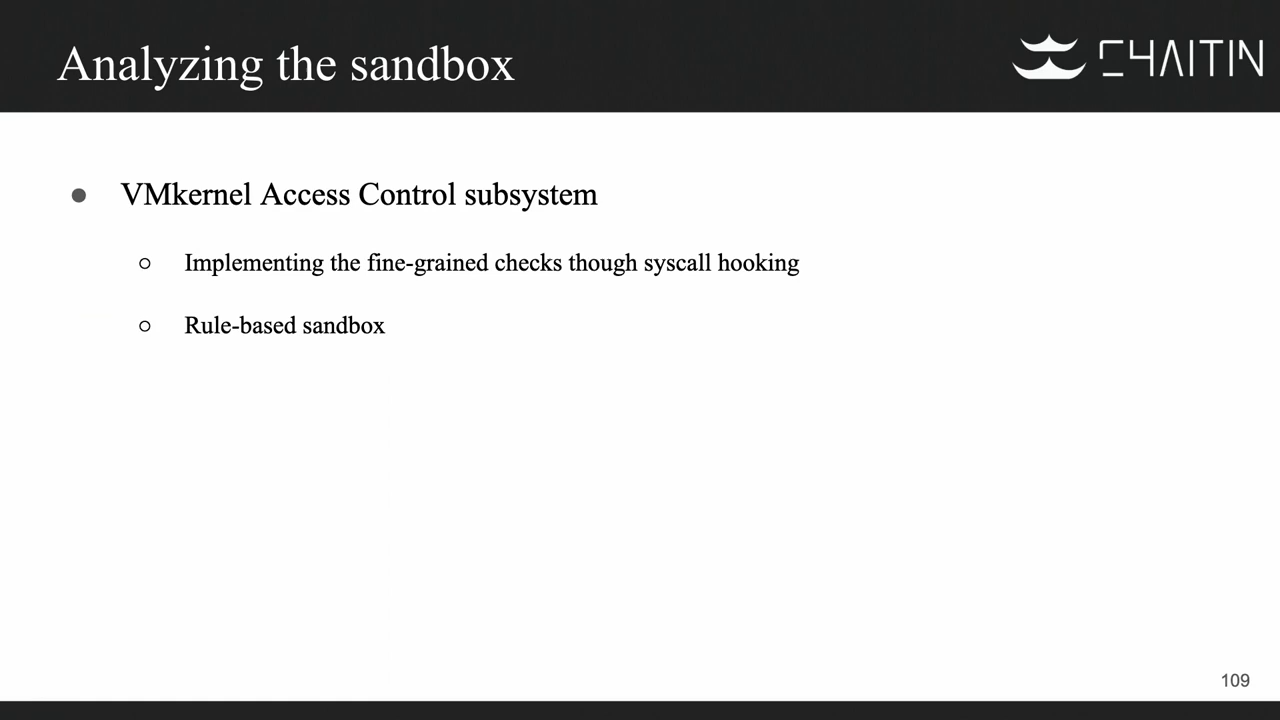 Analyzing the sandbox
CHAITIN
VMkernel Access Control subsystem
Implementing the fine-grained checks though syscall hooking
Rule-based sandbox
109